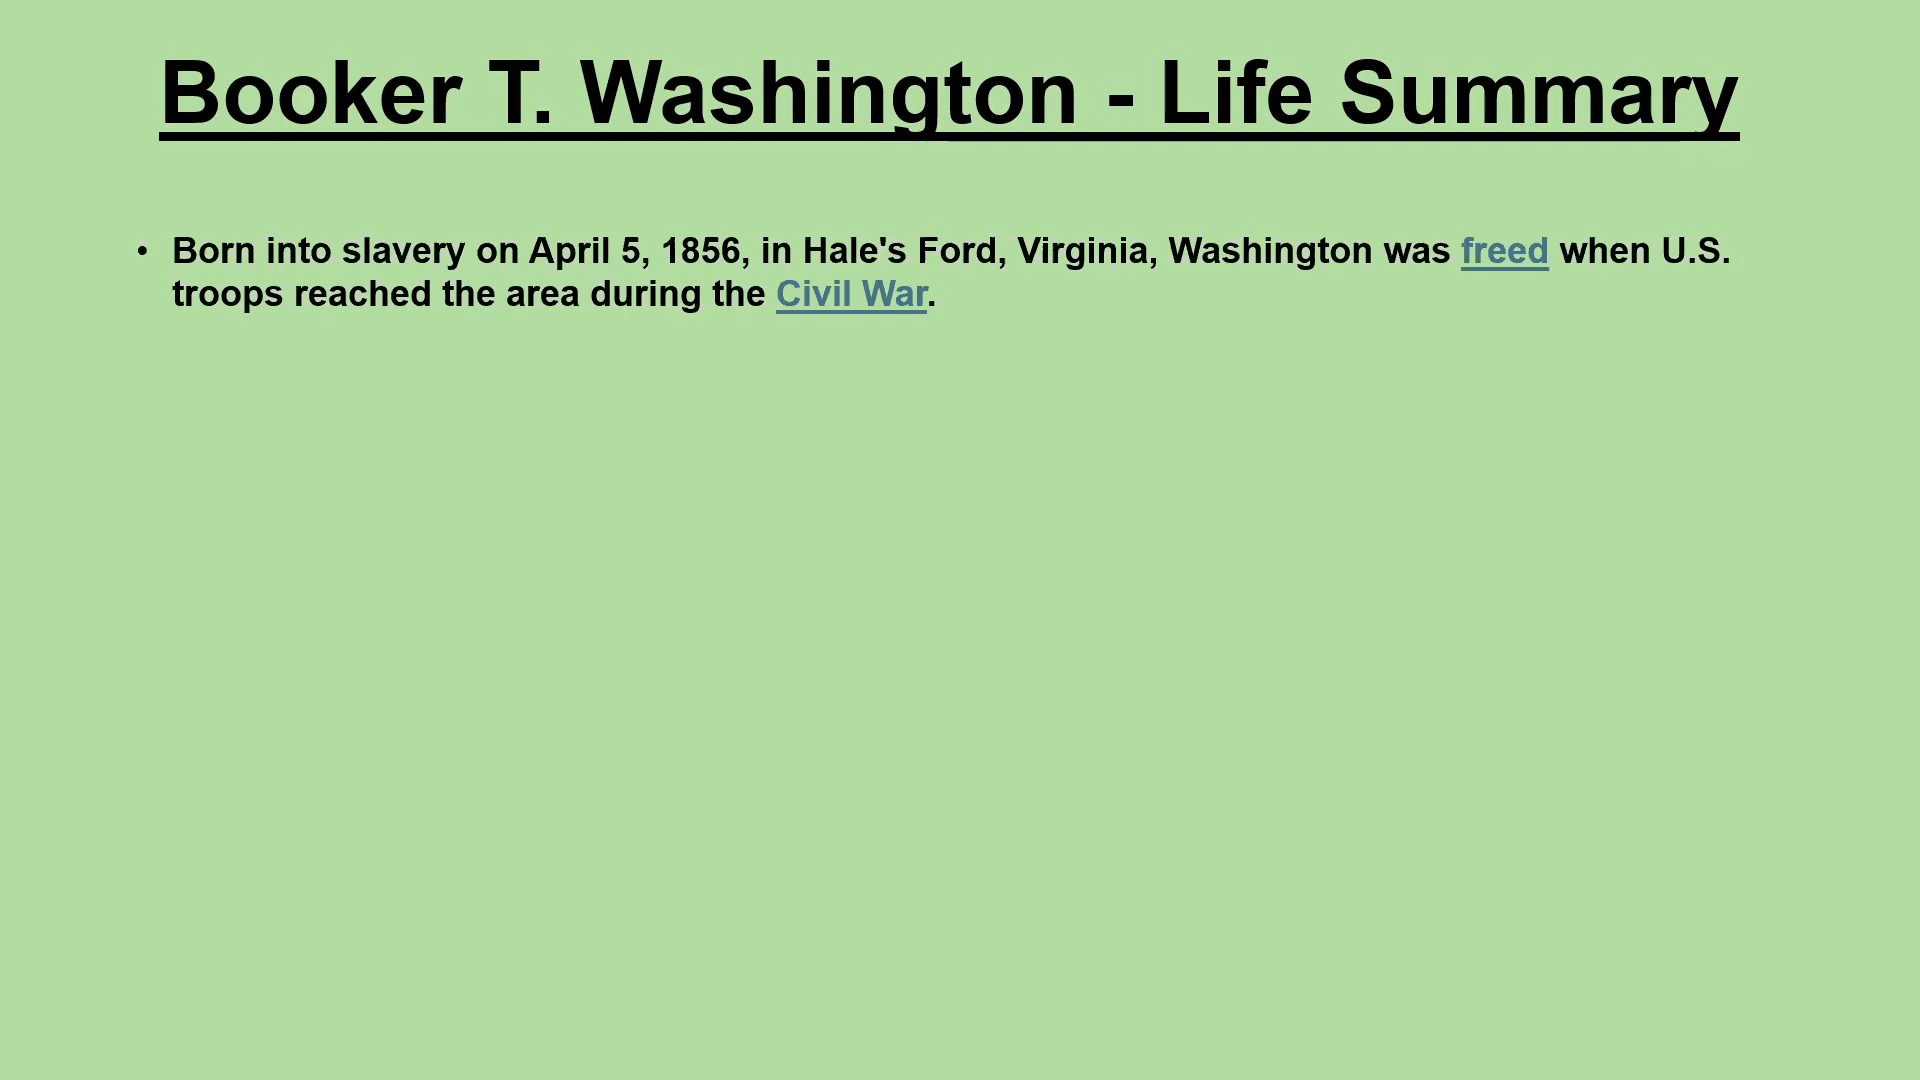 Booker T. Washington - Life Summary
• Born into slavery on April 5, 1856, in Hale's Ford, Virginia, Washington was freed when U.S.
troops reached the area during the Civil War.